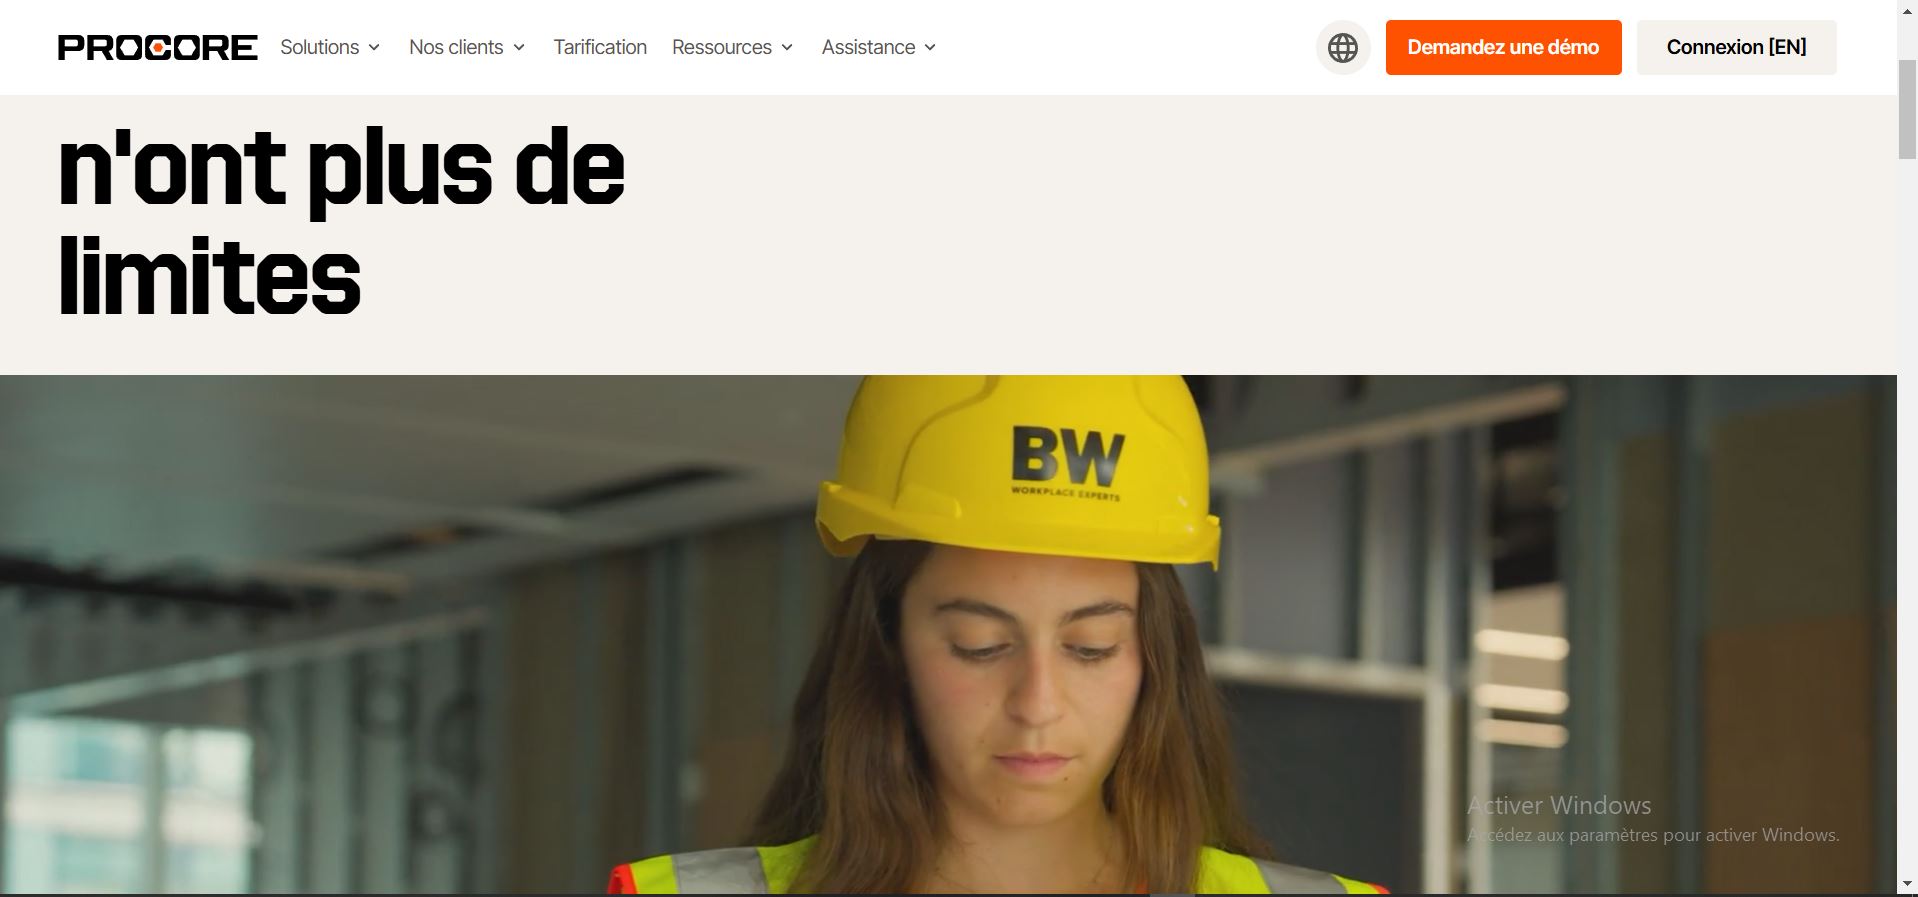 PROCORE
Solutions
Nos clients
Tarification
Ressources
Assistance
Demandez une démo
Connexion [EN]
n'ont plus de
limites
BW
WORKPLACE EXPERTS
Activer Windows
Accédez aux paramètres pour activer Windows.